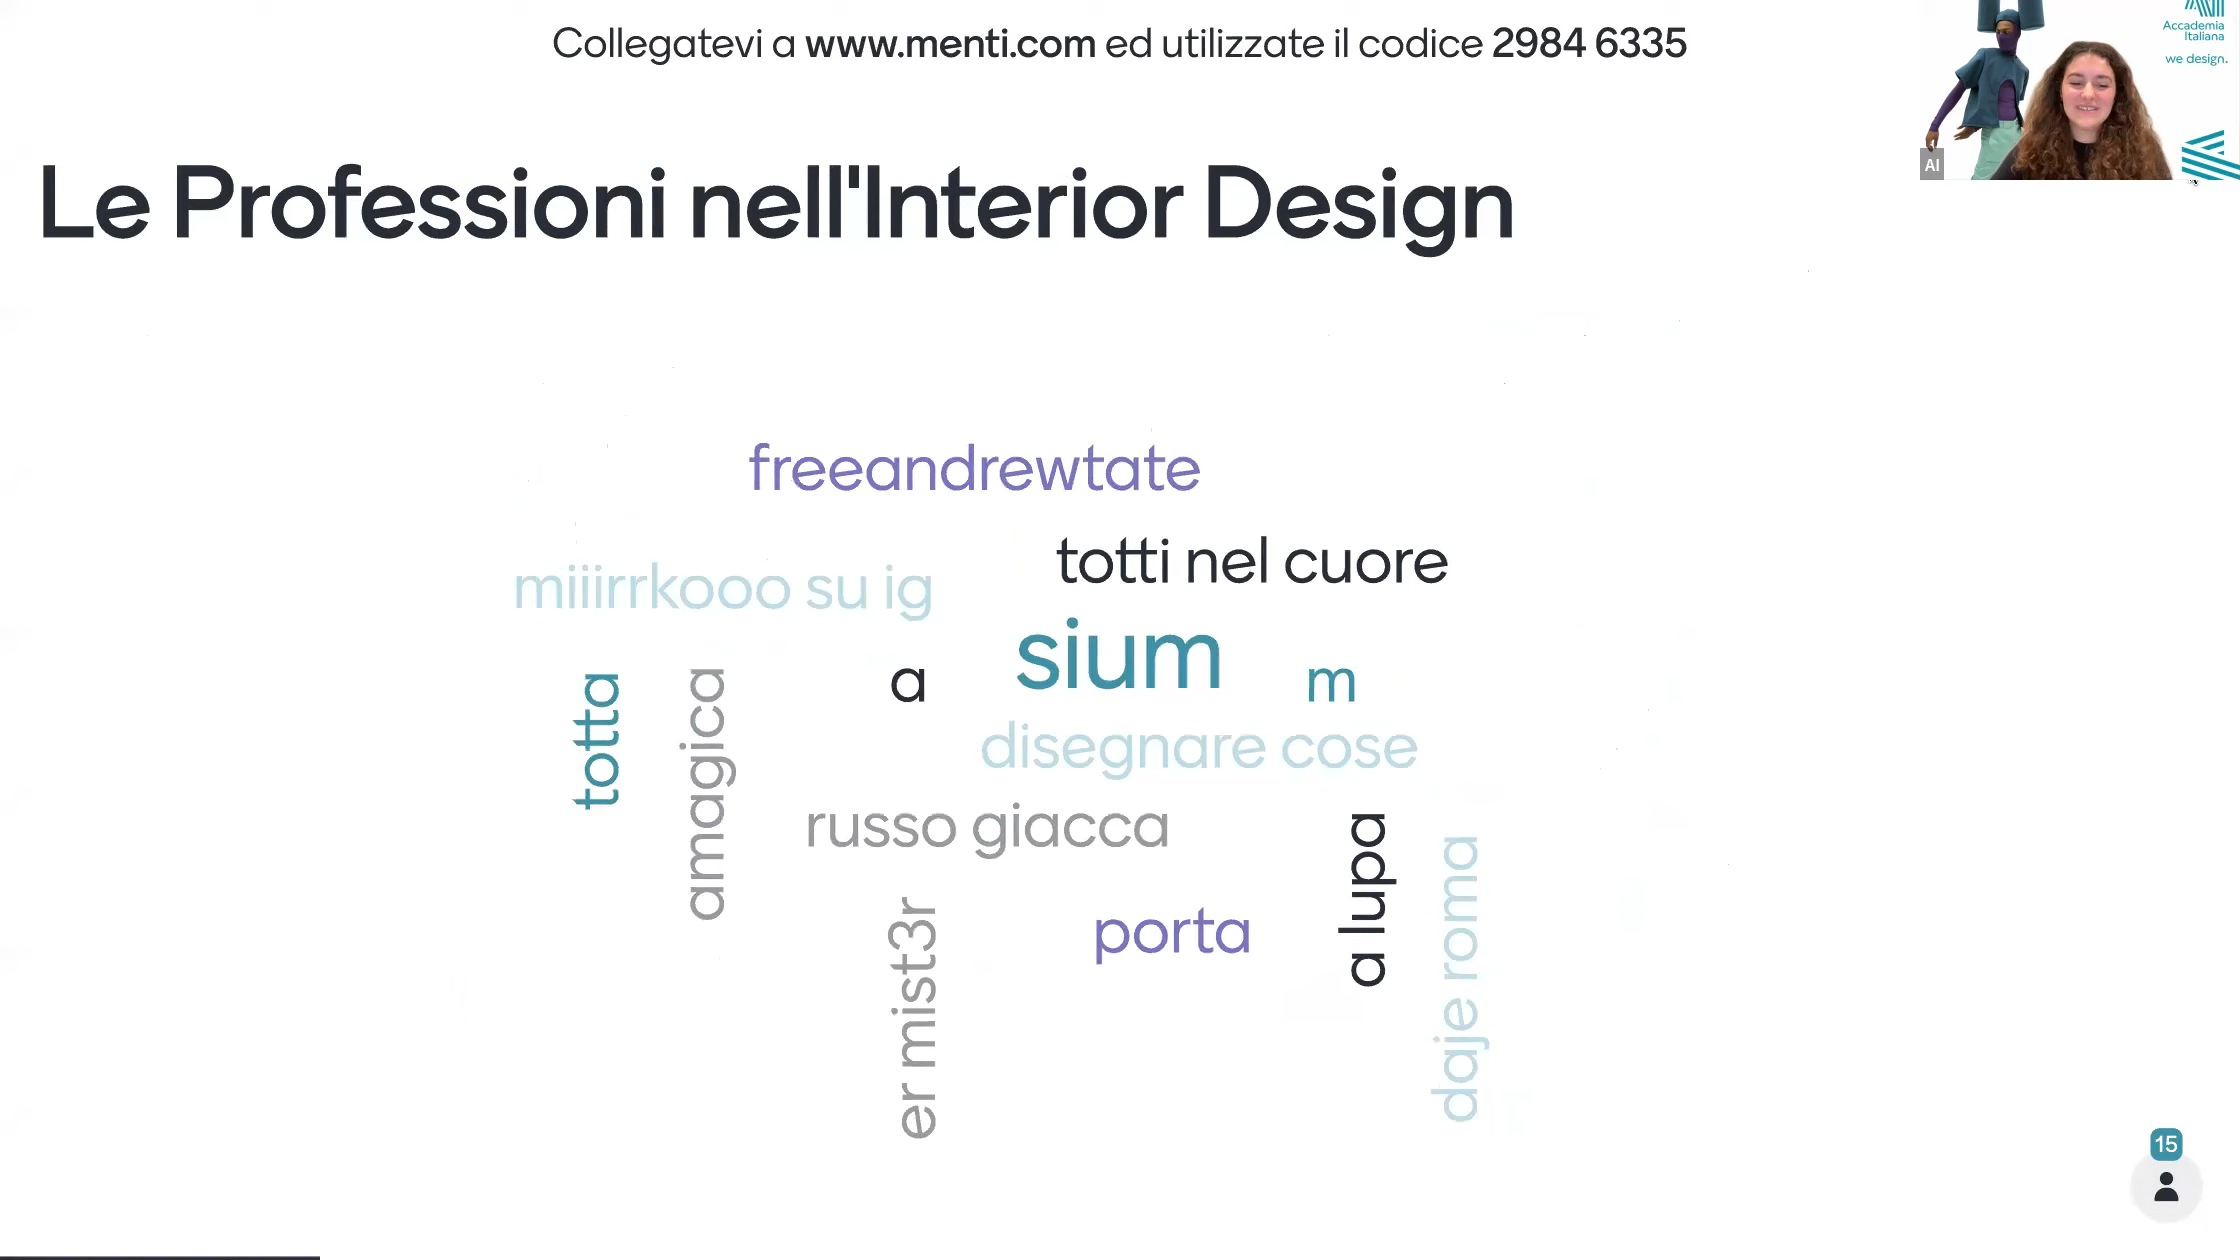 Collegatevi a www.menti.com ed utilizzate il codice 2984 6335
Accademia
Italiana
we design.
AI
Le Professioni nell'Interior Design
freeandrewtate
totti nel cuore
miiirrkooo su ig
sium
a
m
totta
amagica
disegnare cose
russo giacca
a lupa
daje roma
er mist3r
porta
15